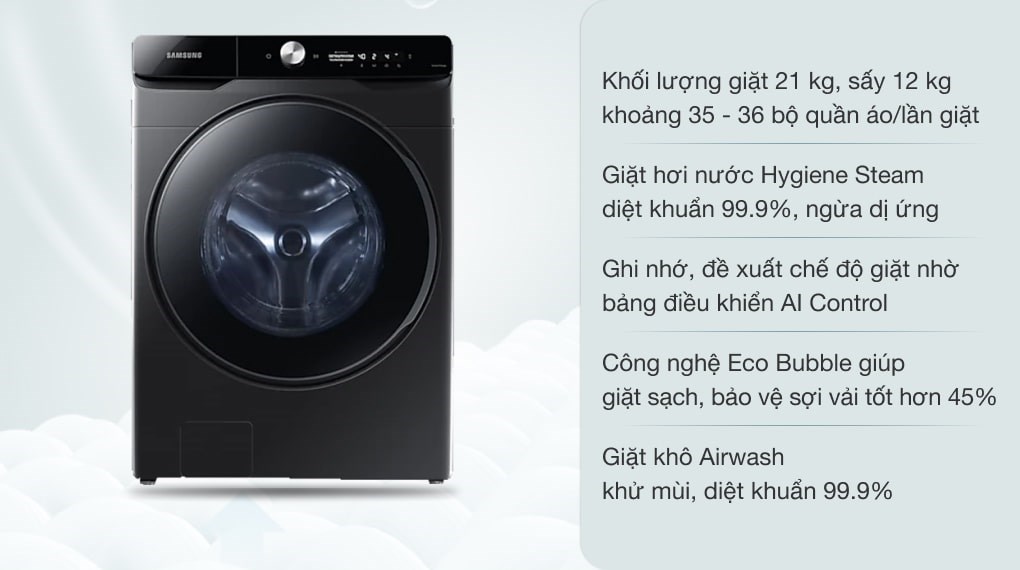 SAMSUNG
Khối lượng giặt 21 kg, sấy 12 kg
khoảng 35 - 36 bộ quần áo/lần giặt
Giặt hơi nước Hygiene Steam
diệt khuẩn 99.9%, ngừa dị ứng
Ghi nhớ, đề xuất chế độ giặt nhờ
bảng điều khiển AI Control
Công nghệ Eco Bubble giúp
giặt sạch, bảo vệ sợi vải tốt hơn 45%
Giặt khô Airwash
khử mùi, diệt khuẩn 99.9%